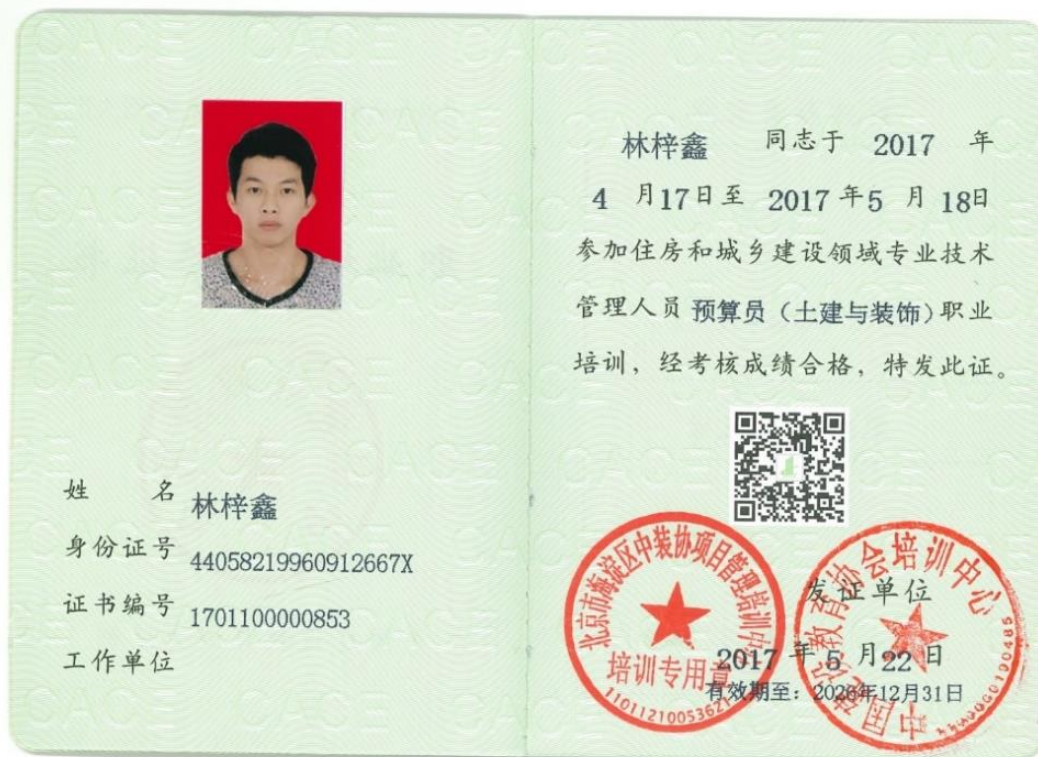 姓 名 林梓鑫
身份证号 44058219960912667X
证书编号 1701100000853
工作单位
林梓鑫 同志于 2017 年
4 月17日至 2017 年5 月 18日
参加住房和城乡建设领域专业技术
管理人员 预算员（土建与装饰）职业
培训，经考核成绩合格，特发此证。
北京市海淀区中装协项目管理培训中心
培训专用章
1101121005362
中国建设教育协会培训中心
发证单位
2017 年 5 月 22 日
有效期至：2026年12月31日
CACE